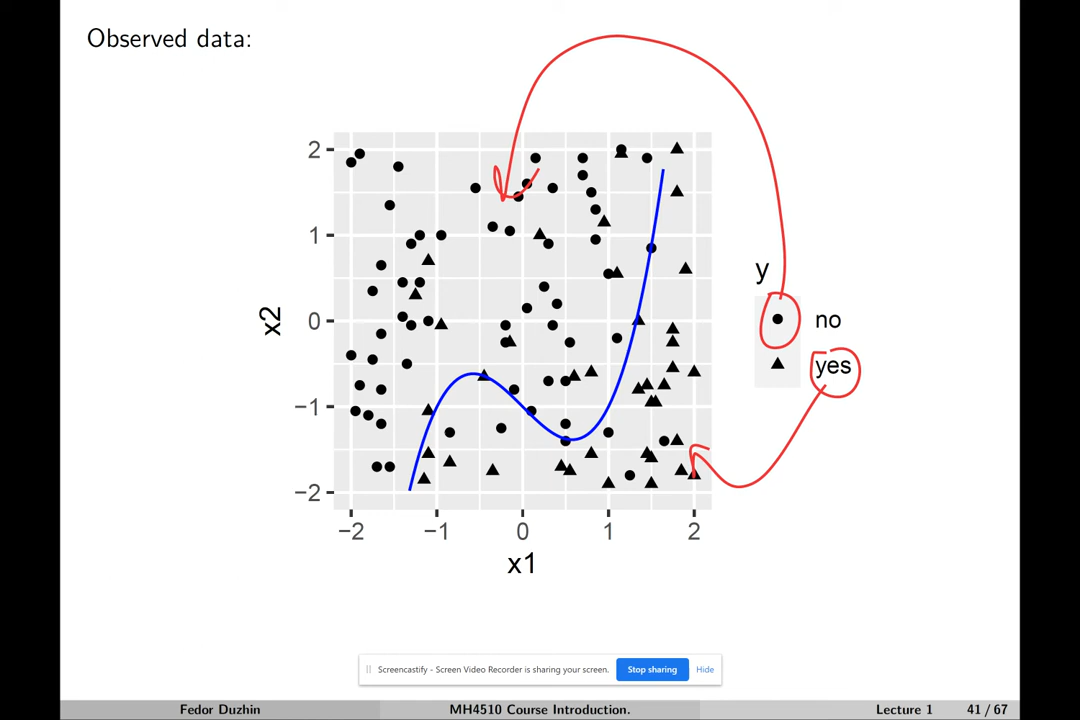 Observed data:
2
1
0
−1
−2
x2
−2 −1 0 1 2
x1
y
no
yes
Screencastify - Screen Video Recorder is sharing your screen. Stop sharing Hide
Fedor Duzhin MH4510 Course Introduction. Lecture 1 41 / 67